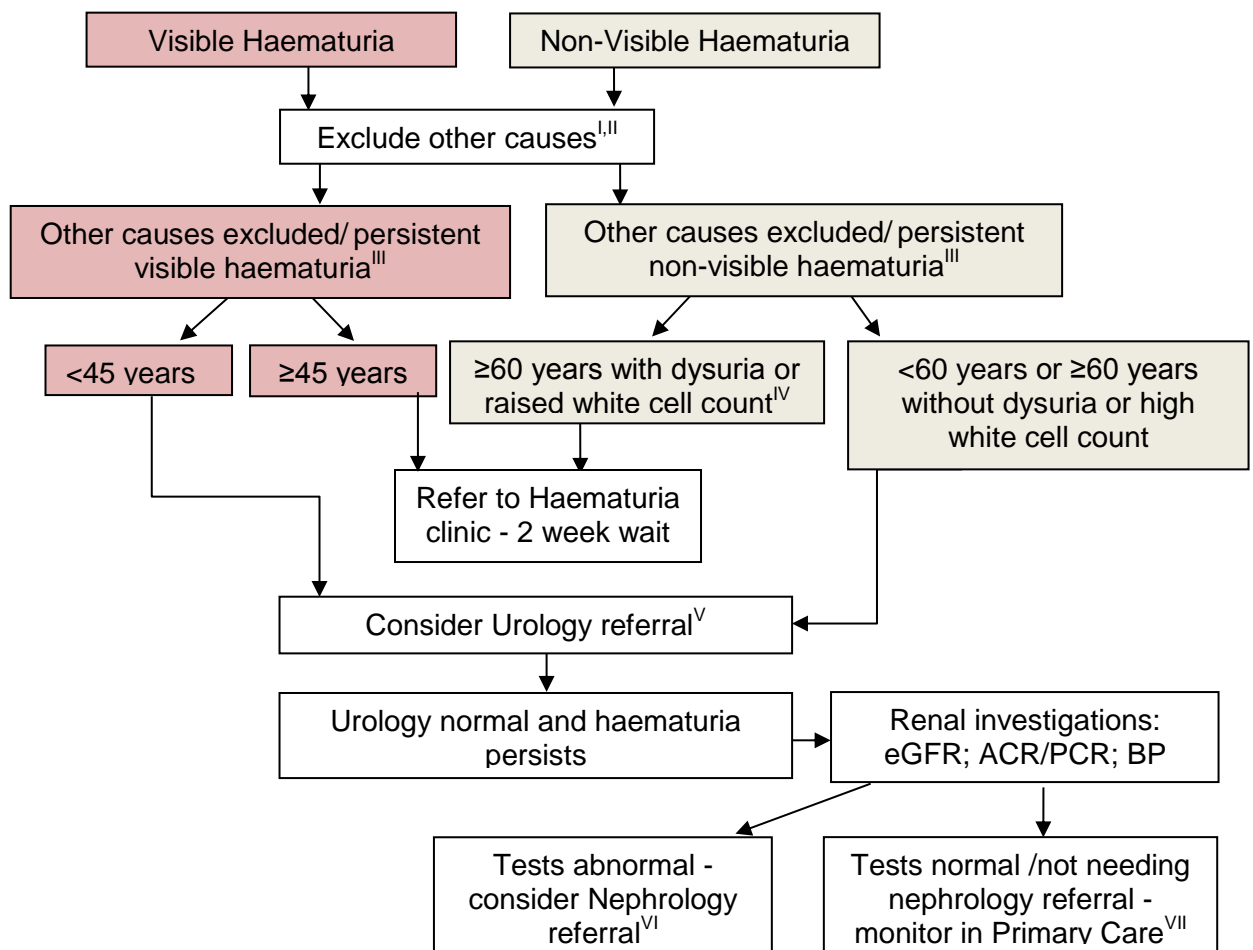 Visible Haematuria
Non-Visible Haematuria
Exclude other causes^I,II
Other causes excluded/ persistent
visible haematuria^III
Other causes excluded/ persistent
non-visible haematuria^III
<45 years
≥45 years
≥60 years with dysuria or
raised white cell count^IV
<60 years or ≥60 years
without dysuria or high
white cell count
Refer to Haematuria
clinic - 2 week wait
Consider Urology referral^V
Urology normal and haematuria
persists
Renal investigations:
eGFR; ACR/PCR; BP
Tests abnormal -
consider Nephrology
referral^VI
Tests normal /not needing
nephrology referral -
monitor in Primary Care^VII